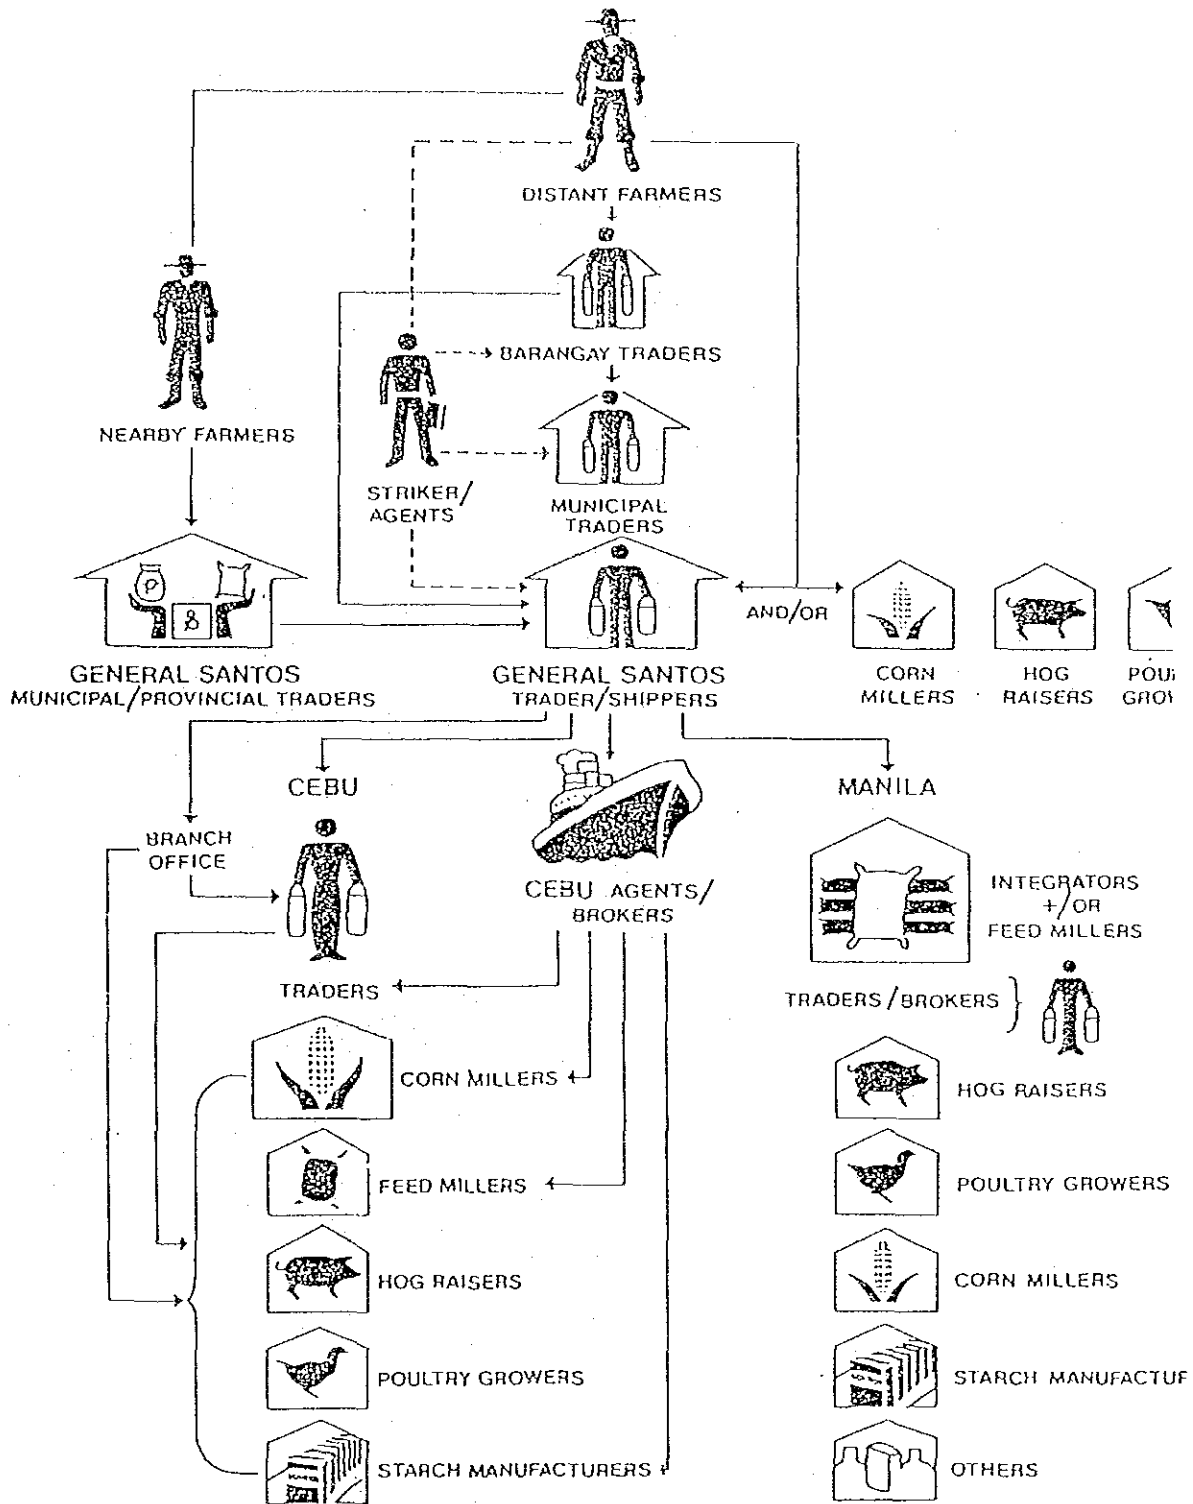 DISTANT FARMERS
BARANGAY TRADERS
NEARBY FARMERS
STRIKER/
AGENTS
MUNICIPAL
TRADERS
P
$
AND/OR
GENERAL SANTOS
MUNICIPAL/PROVINCIAL TRADERS
GENERAL SANTOS
TRADER/SHIPPERS
CORN
MILLERS
HOG
RAISERS
POU
GRO
CEBU
MANILA
BRANCH
OFFICE
CEBU AGENTS/
BROKERS
INTEGRATORS
+/OR
FEED MILLERS
TRADERS
TRADERS/BROKERS
CORN MILLERS
HOG RAISERS
FEED MILLERS
POULTRY GROWERS
HOG RAISERS
CORN MILLERS
POULTRY GROWERS
STARCH MANUFACTUR
STARCH MANUFACTURERS
OTHERS